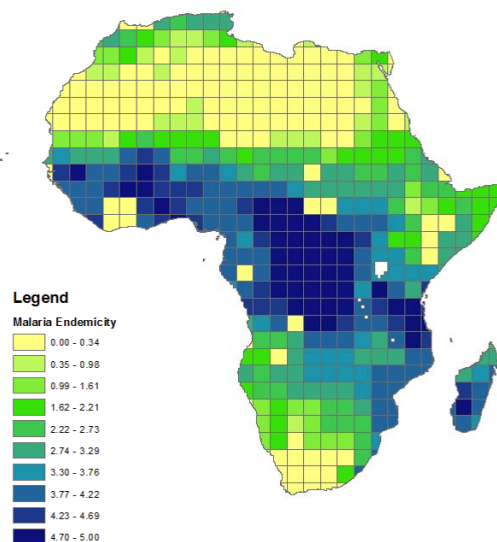 Legend
Malaria Endemicity
0.00 - 0.34
0.35 - 0.98
0.99 - 1.61
1.62 - 2.21
2.22 - 2.73
2.74 - 3.29
3.30 - 3.76
3.77 - 4.22
4.23 - 4.69
4.70 - 5.00